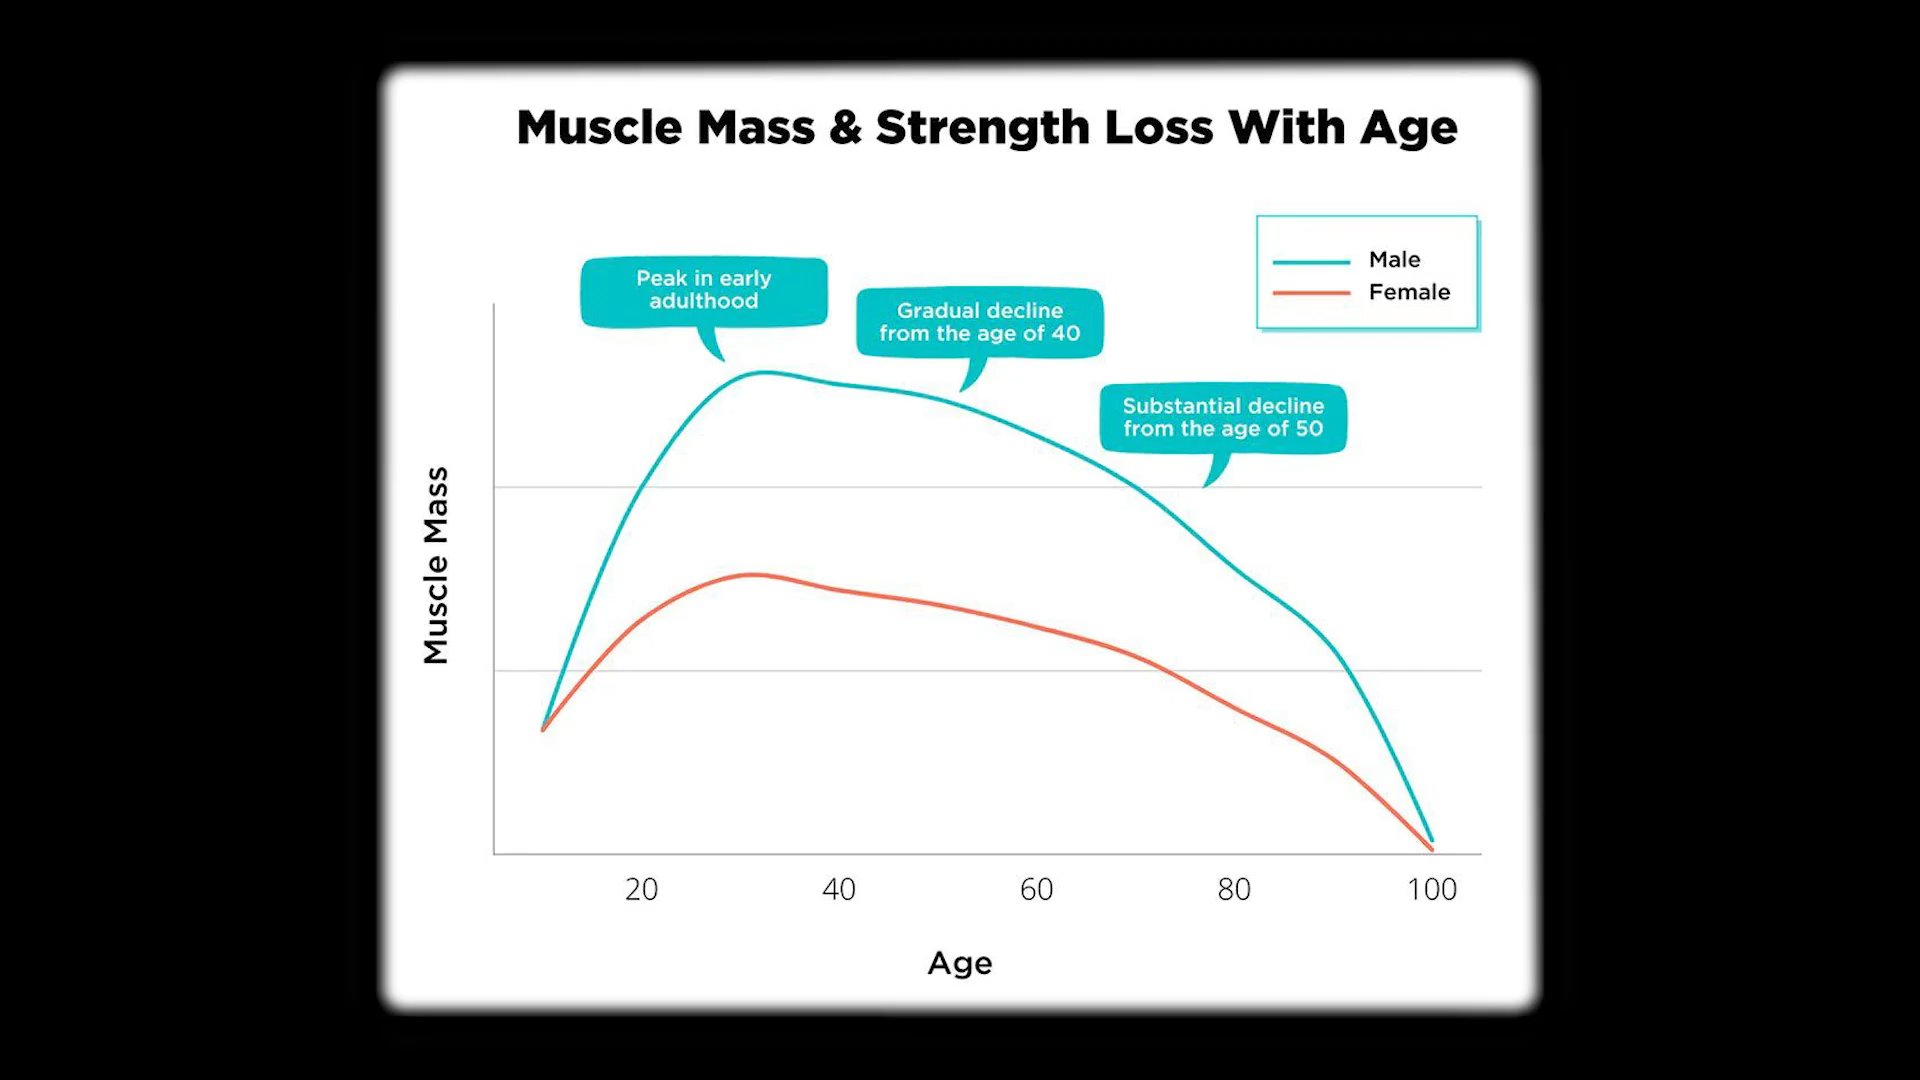 Muscle Mass & Strength Loss With Age
Male
Female
Peak in early
adulthood
Gradual decline
from the age of 40
Substantial decline
from the age of 50
Muscle Mass
20 40 60 80 100
Age